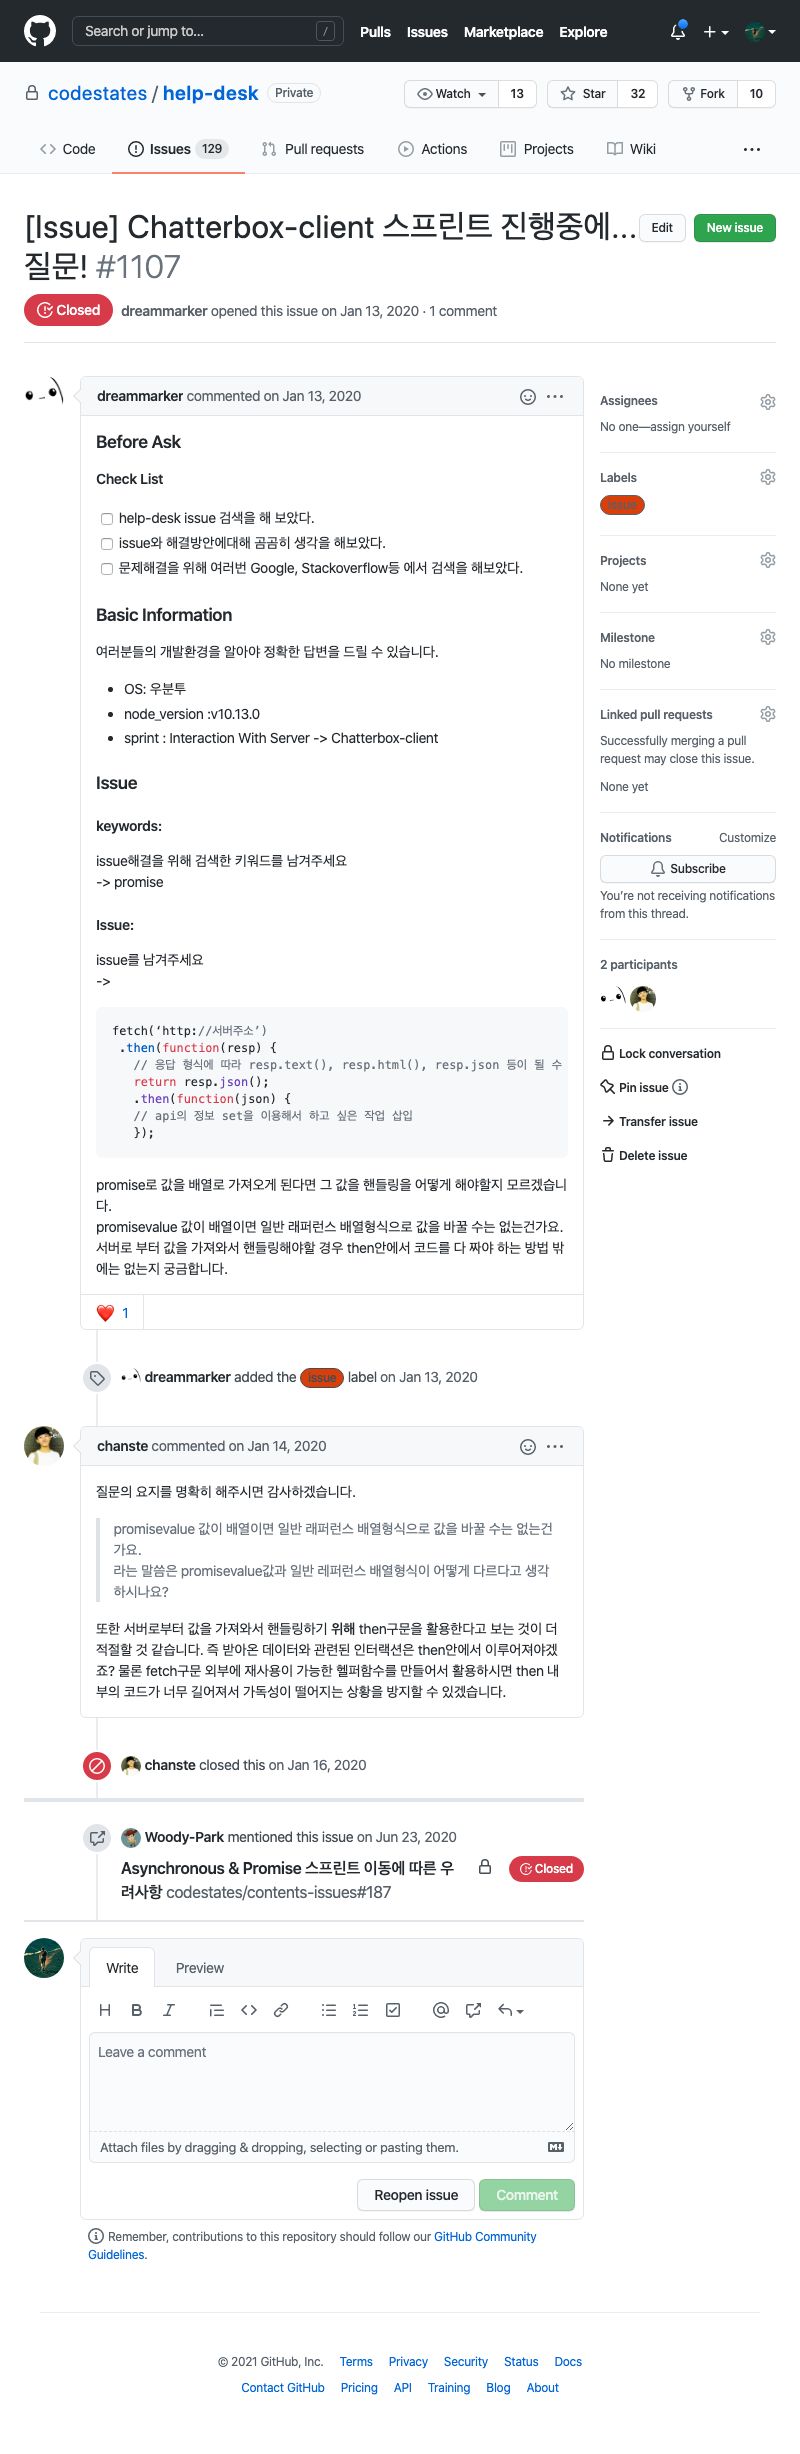 Search or jump to...
/
Pulls Issues Marketplace Explore
codestates / help-desk Private
Watch 13 Star 32 Fork 10
Code Issues 129 Pull requests Actions Projects Wiki
[Issue] Chatterbox-client 스프린트 진행중에...
질문! #1107
Edit New issue
Closed dreammarker opened this issue on Jan 13, 2020 · 1 comment
dreammarker commented on Jan 13, 2020
Before Ask
Check List
help-desk issue 검색을 해 보았다.
issue와 해결방안에대해 곰곰히 생각을 해보았다.
문제해결을 위해 여러번 Google, Stackoverflow등 에서 검색을 해보았다.
Basic Information
여러분들의 개발환경을 알아야 정확한 답변을 드릴 수 있습니다.
OS: 우분투
node_version :v10.13.0
sprint : Interaction With Server -> Chatterbox-client
Issue
keywords:
issue해결을 위해 검색한 키워드를 남겨주세요
-> promise
Issue:
issue를 남겨주세요
->
fetch(‘http://서버주소’)
.then(function(resp) {
// 응답 형식에 따라 resp.text(), resp.html(), resp.json 등이 될 수
return resp.json();
.then(function(json) {
// api의 정보 set을 이용해서 하고 싶은 작업 삽입
});
promise로 값을 배열로 가져오게 된다면 그 값을 핸들링을 어떻게 해야할지 모르겠습니
다.
promisevalue 값이 배열이면 일반 래퍼런스 배열형식으로 값을 바꿀 수는 없는건가요.
서버로 부터 값을 가져와서 핸들링해야할 경우 then안에서 코드를 다 짜야 하는 방법 밖
에는 없는지 궁금합니다.
1
dreammarker added the issue label on Jan 13, 2020
chanste commented on Jan 14, 2020
질문의 요지를 명확히 해주시면 감사하겠습니다.
promisevalue 값이 배열이면 일반 래퍼런스 배열형식으로 값을 바꿀 수는 없는건
가요.
라는 말씀은 promisevalue값과 일반 레퍼런스 배열형식이 어떻게 다르다고 생각
하시나요?
또한 서버로부터 값을 가져와서 핸들링하기 위해 then구문을 활용한다고 보는 것이 더
적절할 것 같습니다. 즉 받아온 데이터와 관련된 인터랙션은 then안에서 이루어져야겠
죠? 물론 fetch구문 외부에 재사용이 가능한 헬퍼함수를 만들어서 활용하시면 then 내
부의 코드가 너무 길어져서 가독성이 떨어지는 상황을 방지할 수 있겠습니다.
chanste closed this on Jan 16, 2020
Woody-Park mentioned this issue on Jun 23, 2020
Asynchronous & Promise 스프린트 이동에 따른 우
려사항 codestates/contents-issues#187
Closed
Write Preview
Leave a comment
Attach files by dragging & dropping, selecting or pasting them.
Reopen issue Comment
Remember, contributions to this repository should follow our GitHub Community
Guidelines.
Assignees
No one—assign yourself
Labels
issue
Projects
None yet
Milestone
No milestone
Linked pull requests
Successfully merging a pull
request may close this issue.
None yet
Notifications Customize
Subscribe
You’re not receiving notifications
from this thread.
2 participants
Lock conversation
Pin issue
Transfer issue
Delete issue
© 2021 GitHub, Inc. Terms Privacy Security Status Docs
Contact GitHub Pricing API Training Blog About